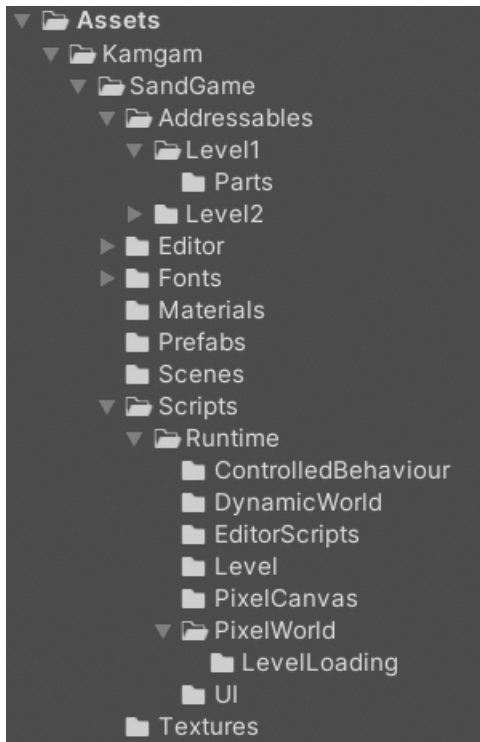 Assets
Kamgam
SandGame
Addressables
Level1
Parts
Level2
Editor
Fonts
Materials
Prefabs
Scenes
Scripts
Runtime
ControlledBehaviour
DynamicWorld
EditorScripts
Level
PixelCanvas
PixelWorld
LevelLoading
UI
Textures